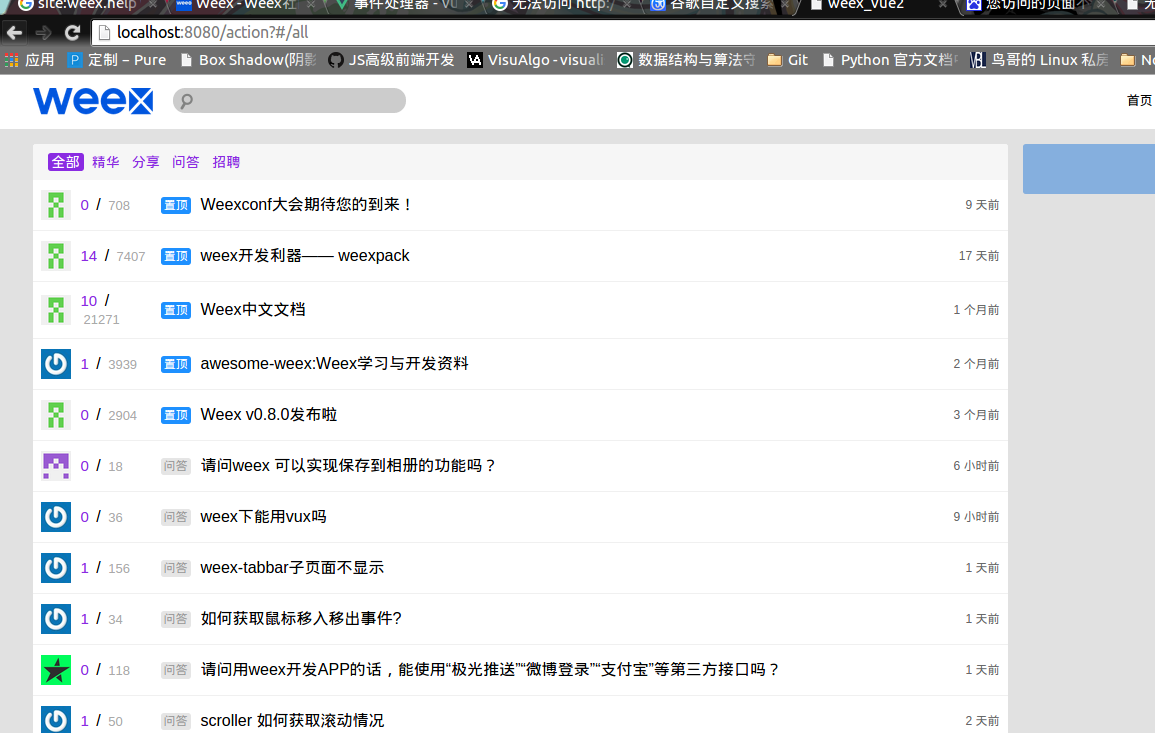 site:weex.help Weex - Weex社 事件处理器 - Vu 无法访问 http:/ 谷歌自定义搜索 weex_vue2 您访问的页面不
localhost:8080/action?#/all
应用 定制 – Pure Box Shadow(阴影 JS高级前端开发 VisuAlgo - visuali 数据结构与算法守 Git Python 官方文档中 鸟哥的 Linux 私房 No
weex 首页
全部 精华 分享 问答 招聘
0 / 708 置顶 Weexconf大会期待您的到来！ 9 天前
14 / 7407 置顶 weex开发利器—— weexpack 17 天前
10 / 21271 置顶 Weex中文文档 1 个月前
1 / 3939 置顶 awesome-weex:Weex学习与开发资料 2 个月前
0 / 2904 置顶 Weex v0.8.0发布啦 3 个月前
0 / 18 问答 请问weex 可以实现保存到相册的功能吗？ 6 小时前
0 / 36 问答 weex下能用vux吗 9 小时前
1 / 156 问答 weex-tabbar子页面不显示 1 天前
1 / 34 问答 如何获取鼠标移入移出事件? 1 天前
0 / 118 问答 请问用weex开发APP的话，能使用“极光推送”“微博登录”“支付宝”等第三方接口吗？ 1 天前
1 / 50 问答 scroller 如何获取滚动情况 2 天前